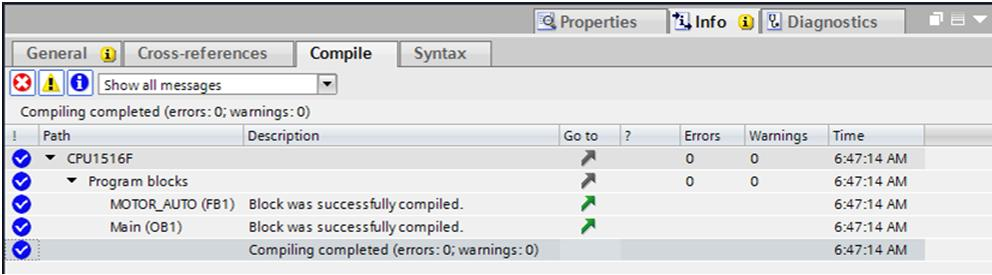 Properties Info Diagnostics
General Cross-references Compile Syntax
Show all messages
Compiling completed (errors: 0; warnings: 0)
! Path Description Go to ? Errors Warnings Time
CPU1516F 0 0 6:47:14 AM
Program blocks 0 0 6:47:14 AM
MOTOR_AUTO (FB1) Block was successfully compiled. 6:47:14 AM
Main (OB1) Block was successfully compiled. 6:47:14 AM
Compiling completed (errors: 0; warnings: 0) 6:47:14 AM